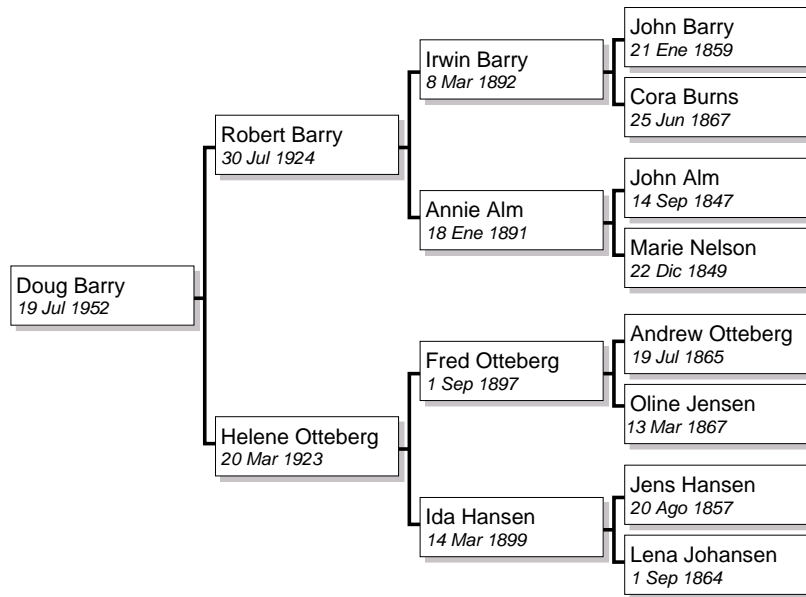 John Barry
21 Ene 1859
Irwin Barry
8 Mar 1892
Cora Burns
25 Jun 1867
Robert Barry
30 Jul 1924
John Alm
14 Sep 1847
Annie Alm
18 Ene 1891
Marie Nelson
22 Dic 1849
Doug Barry
19 Jul 1952
Andrew Otteberg
19 Jul 1865
Fred Otteberg
1 Sep 1897
Oline Jensen
13 Mar 1867
Helene Otteberg
20 Mar 1923
Jens Hansen
20 Ago 1857
Ida Hansen
14 Mar 1899
Lena Johansen
1 Sep 1864